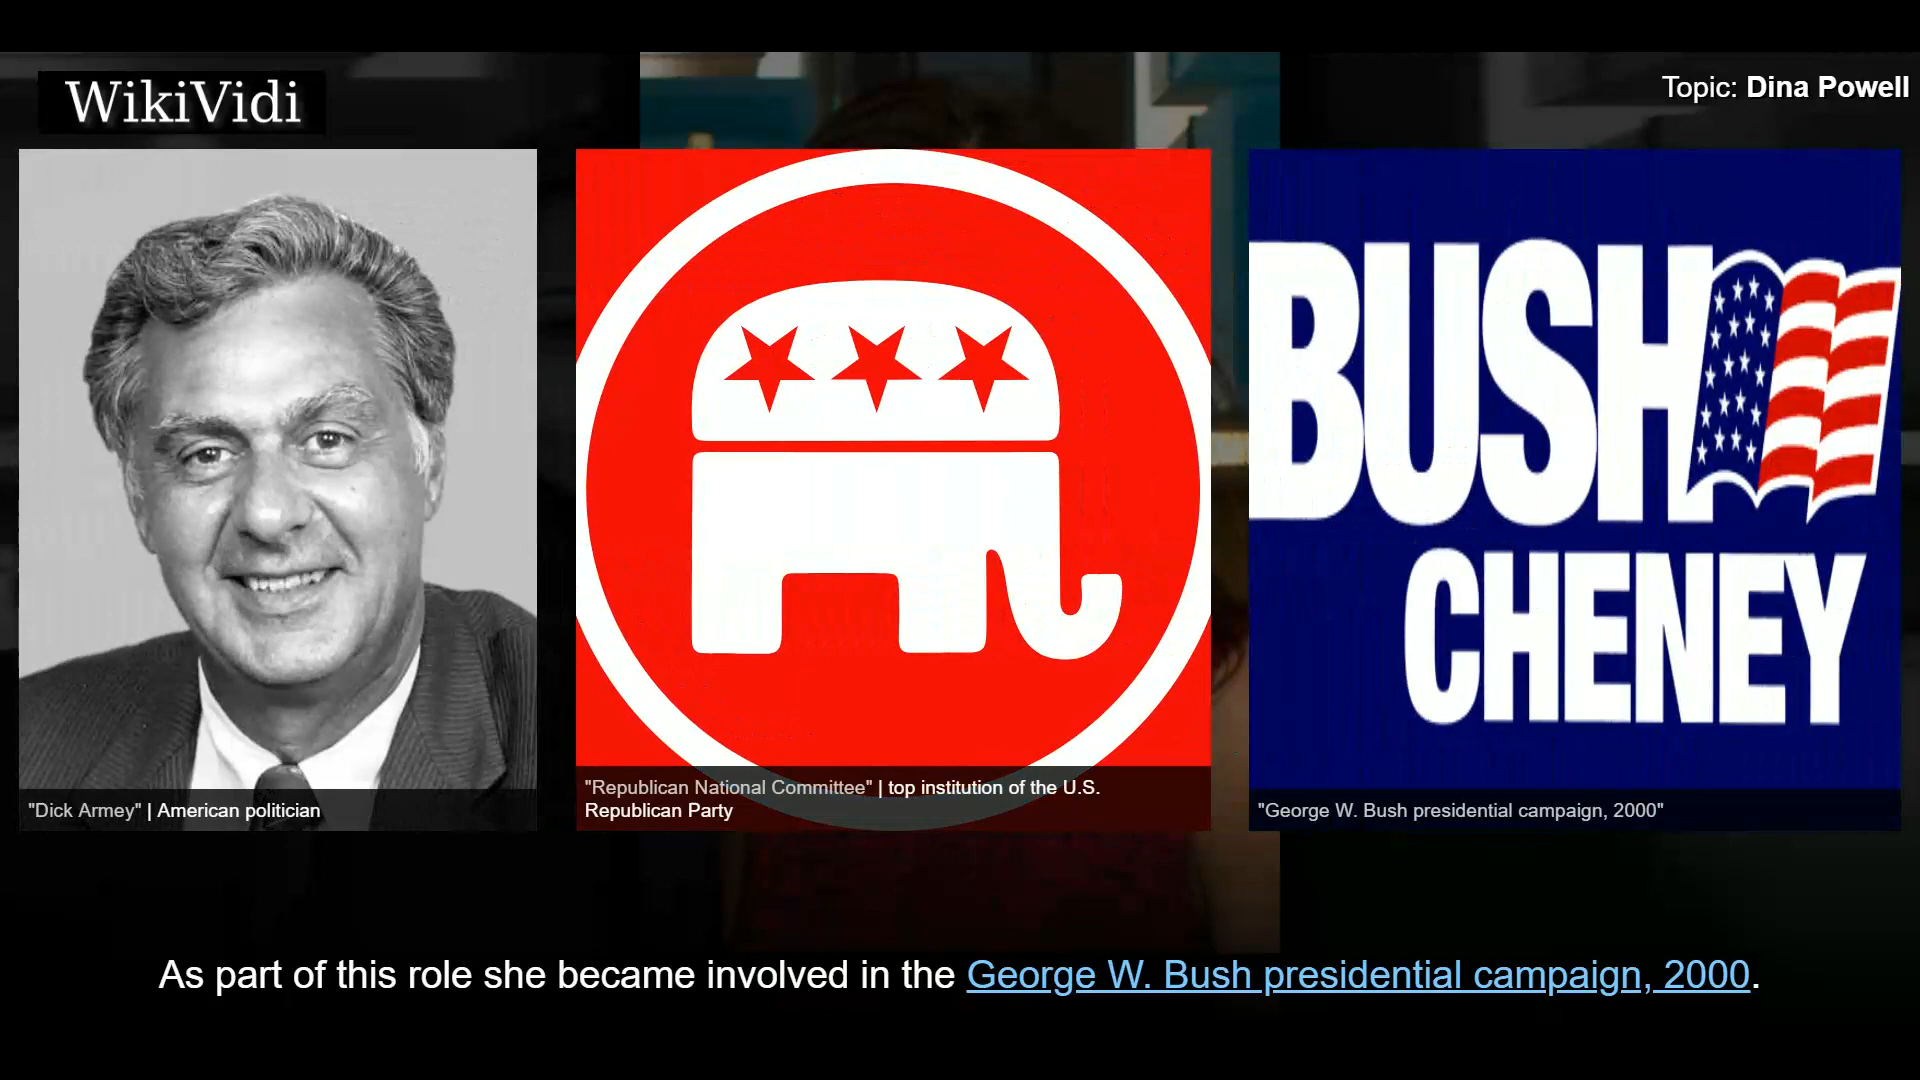 WikiVidi
Topic: Dina Powell
"Dick Armey" | American politician
"Republican National Committee" | top institution of the U.S.
Republican Party
BUSH
CHENEY
"George W. Bush presidential campaign, 2000"
As part of this role she became involved in the George W. Bush presidential campaign, 2000.